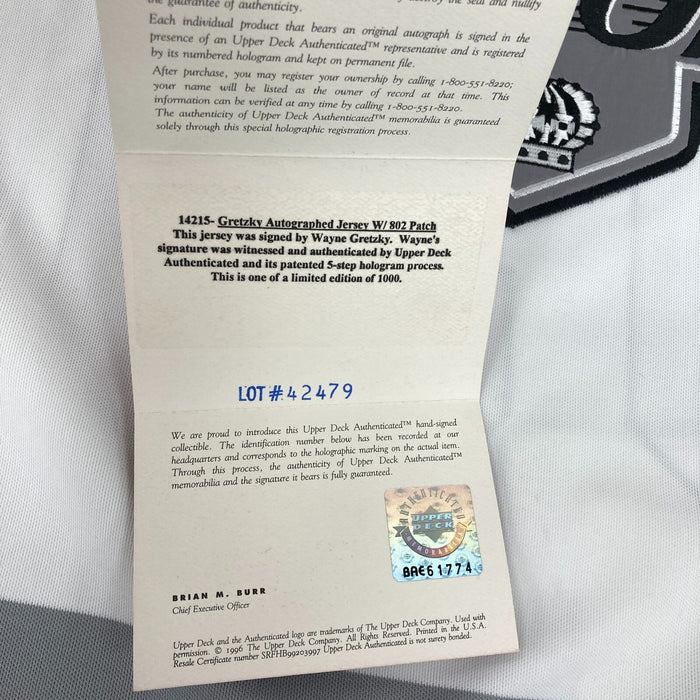 the guarantee of authenticity. the seal and nullify
Each individual product that bears an original autograph is signed in the
presence of an Upper Deck Authenticated™ representative and is registered
by its numbered hologram and kept on permanent file.
After purchase, you may register your ownership by calling 1-800-551-8220;
your name will be listed as the owner of record at that time. This
information can be verified at any time by calling 1-800-551-8220.
The authenticity of Upper Deck Authenticated™ memorabilia is guaranteed
solely through this special holographic registration process.
14215- Gretzky Autographed Jersey W/ 802 Patch
This jersey was signed by Wayne Gretzky. Wayne's
signature was witnessed and authenticated by Upper Deck
Authenticated and its patented 5-step hologram process.
This is one of a limited edition of 1000.
LOT # 42479
We are proud to introduce this Upper Deck Authenticated™ hand-signed
collectible. The identification number below has been recorded at our
headquarters and corresponds to the holographic marking on the actual item.
Through this process, the authenticity of Upper Deck Authenticated™
memorabilia and the signature it bears is fully guaranteed.
AUTHENTICATED
UPPER
DECK
MEMORABILIA
BAE61774
BRIAN M. BURR
Chief Executive Officer
Upper Deck and the Authenticated logo are trademarks of The Upper Deck Company. Used with
permission. © 1996 The Upper Deck Company. All Rights Reserved. Printed in the U.S.A.
Resale Certificate number SRFHB99203997 Upper Deck Authenticated is not surety bonded.